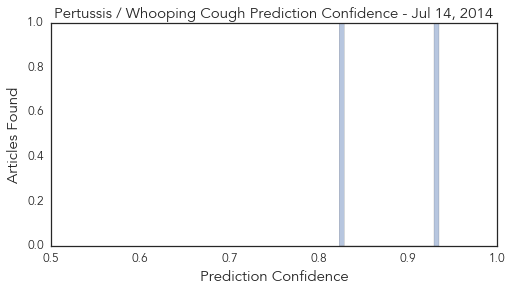 Pertussis / Whooping Cough Prediction Confidence - Jul 14, 2014
1.0
0.8
0.6
0.4
0.2
0.0
Articles Found
0.5 0.6 0.7 0.8 0.9 1.0
Prediction Confidence